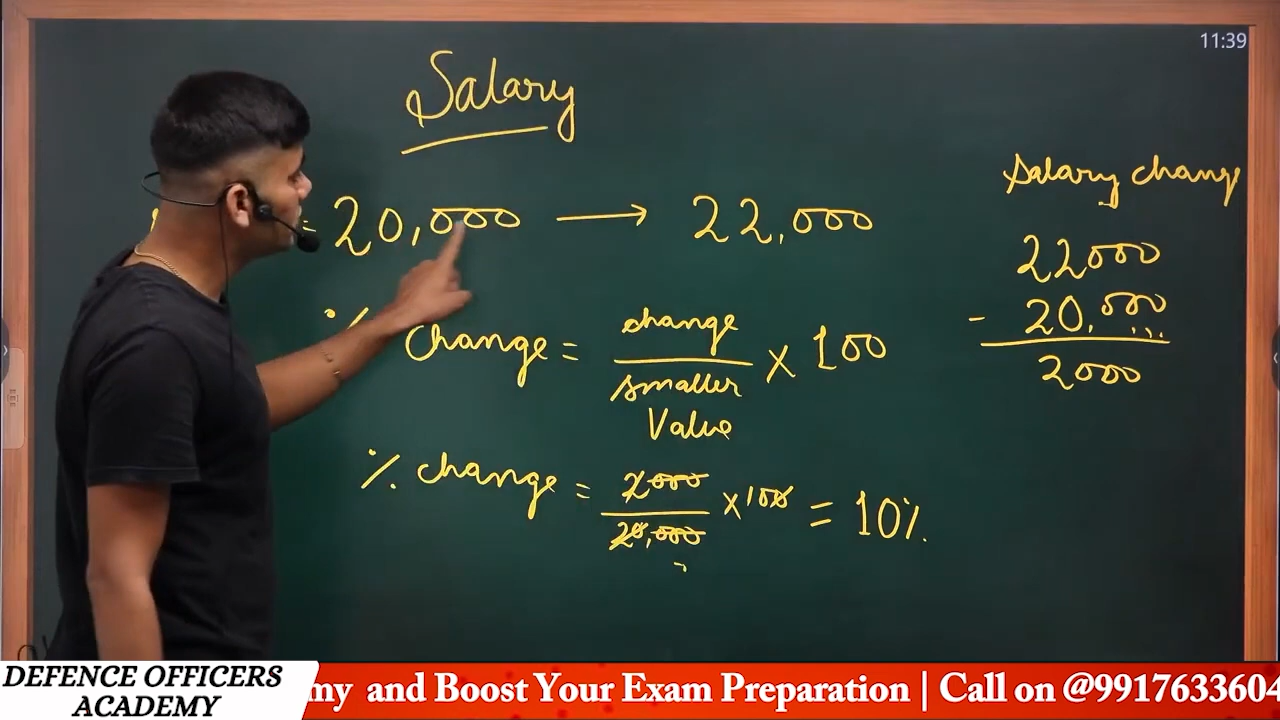 11:39
Salary
= 20,000 → 22,000
% change = change / smaller Value × 100
% change = 2000 / 20,000 × 100 = 10%.
Salary change
22000
- 20,000
2000
DEFENCE OFFICERS
ACADEMY
my and Boost Your Exam Preparation | Call on @991763360